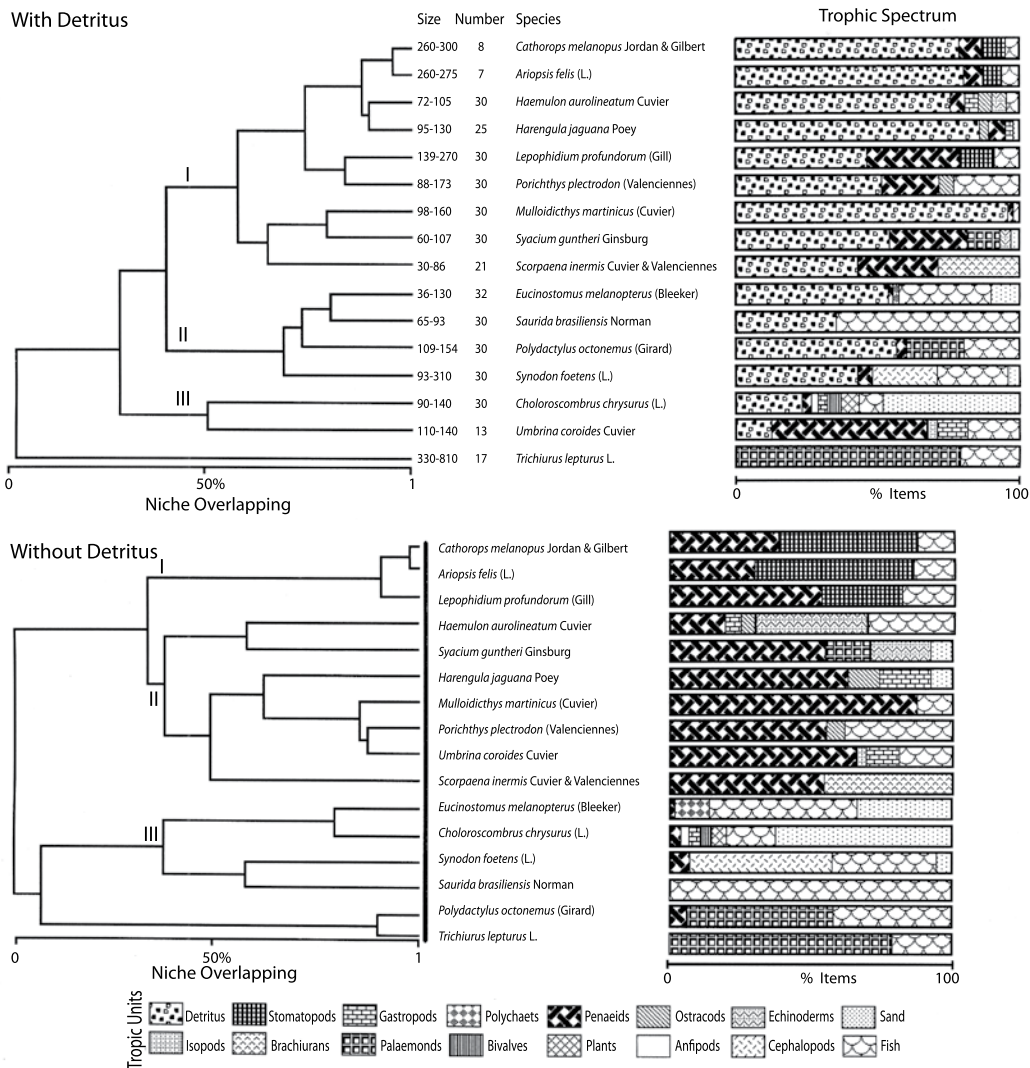 With Detritus
Size Number Species
Trophic Spectrum
260-300 8 Cathorops melanopus Jordan & Gilbert
260-275 7 Ariopsis felis (L.)
72-105 30 Haemulon aurolineatum Cuvier
95-130 25 Harengula jaguana Poey
139-270 30 Lepophidium profundorum (Gill)
88-173 30 Porichthys plectrodon (Valenciennes)
98-160 30 Mulloidicthys martinicus (Cuvier)
60-107 30 Syacium guntheri Ginsburg
30-86 21 Scorpaena inermis Cuvier & Valenciennes
36-130 32 Eucinostomus melanopterus (Bleeker)
65-93 30 Saurida brasiliensis Norman
109-154 30 Polydactylus octonemus (Girard)
93-310 30 Synodon foetens (L.)
90-140 30 Choloroscombrus chrysurus (L.)
110-140 13 Umbrina coroides Cuvier
330-810 17 Trichiurus lepturus L.
I
II
III
0 50% 1
Niche Overlapping
0 % Items 100
Without Detritus
Cathorops melanopus Jordan & Gilbert
Ariopsis felis (L.)
Lepophidium profundorum (Gill)
Haemulon aurolineatum Cuvier
Syacium guntheri Ginsburg
Harengula jaguana Poey
Mulloidicthys martinicus (Cuvier)
Porichthys plectrodon (Valenciennes)
Umbrina coroides Cuvier
Scorpaena inermis Cuvier & Valenciennes
Eucinostomus melanopterus (Bleeker)
Choloroscombrus chrysurus (L.)
Synodon foetens (L.)
Saurida brasiliensis Norman
Polydactylus octonemus (Girard)
Trichiurus lepturus L.
I
II
III
0 50% 1
Niche Overlapping
0 % Items 100
Tropic Units
Detritus Stomatopods Gastropods Polychaets Penaeids Ostracods Echinoderms Sand
Isopods Brachiurans Palaemonds Bivalves Plants Anfipods Cephalopods Fish